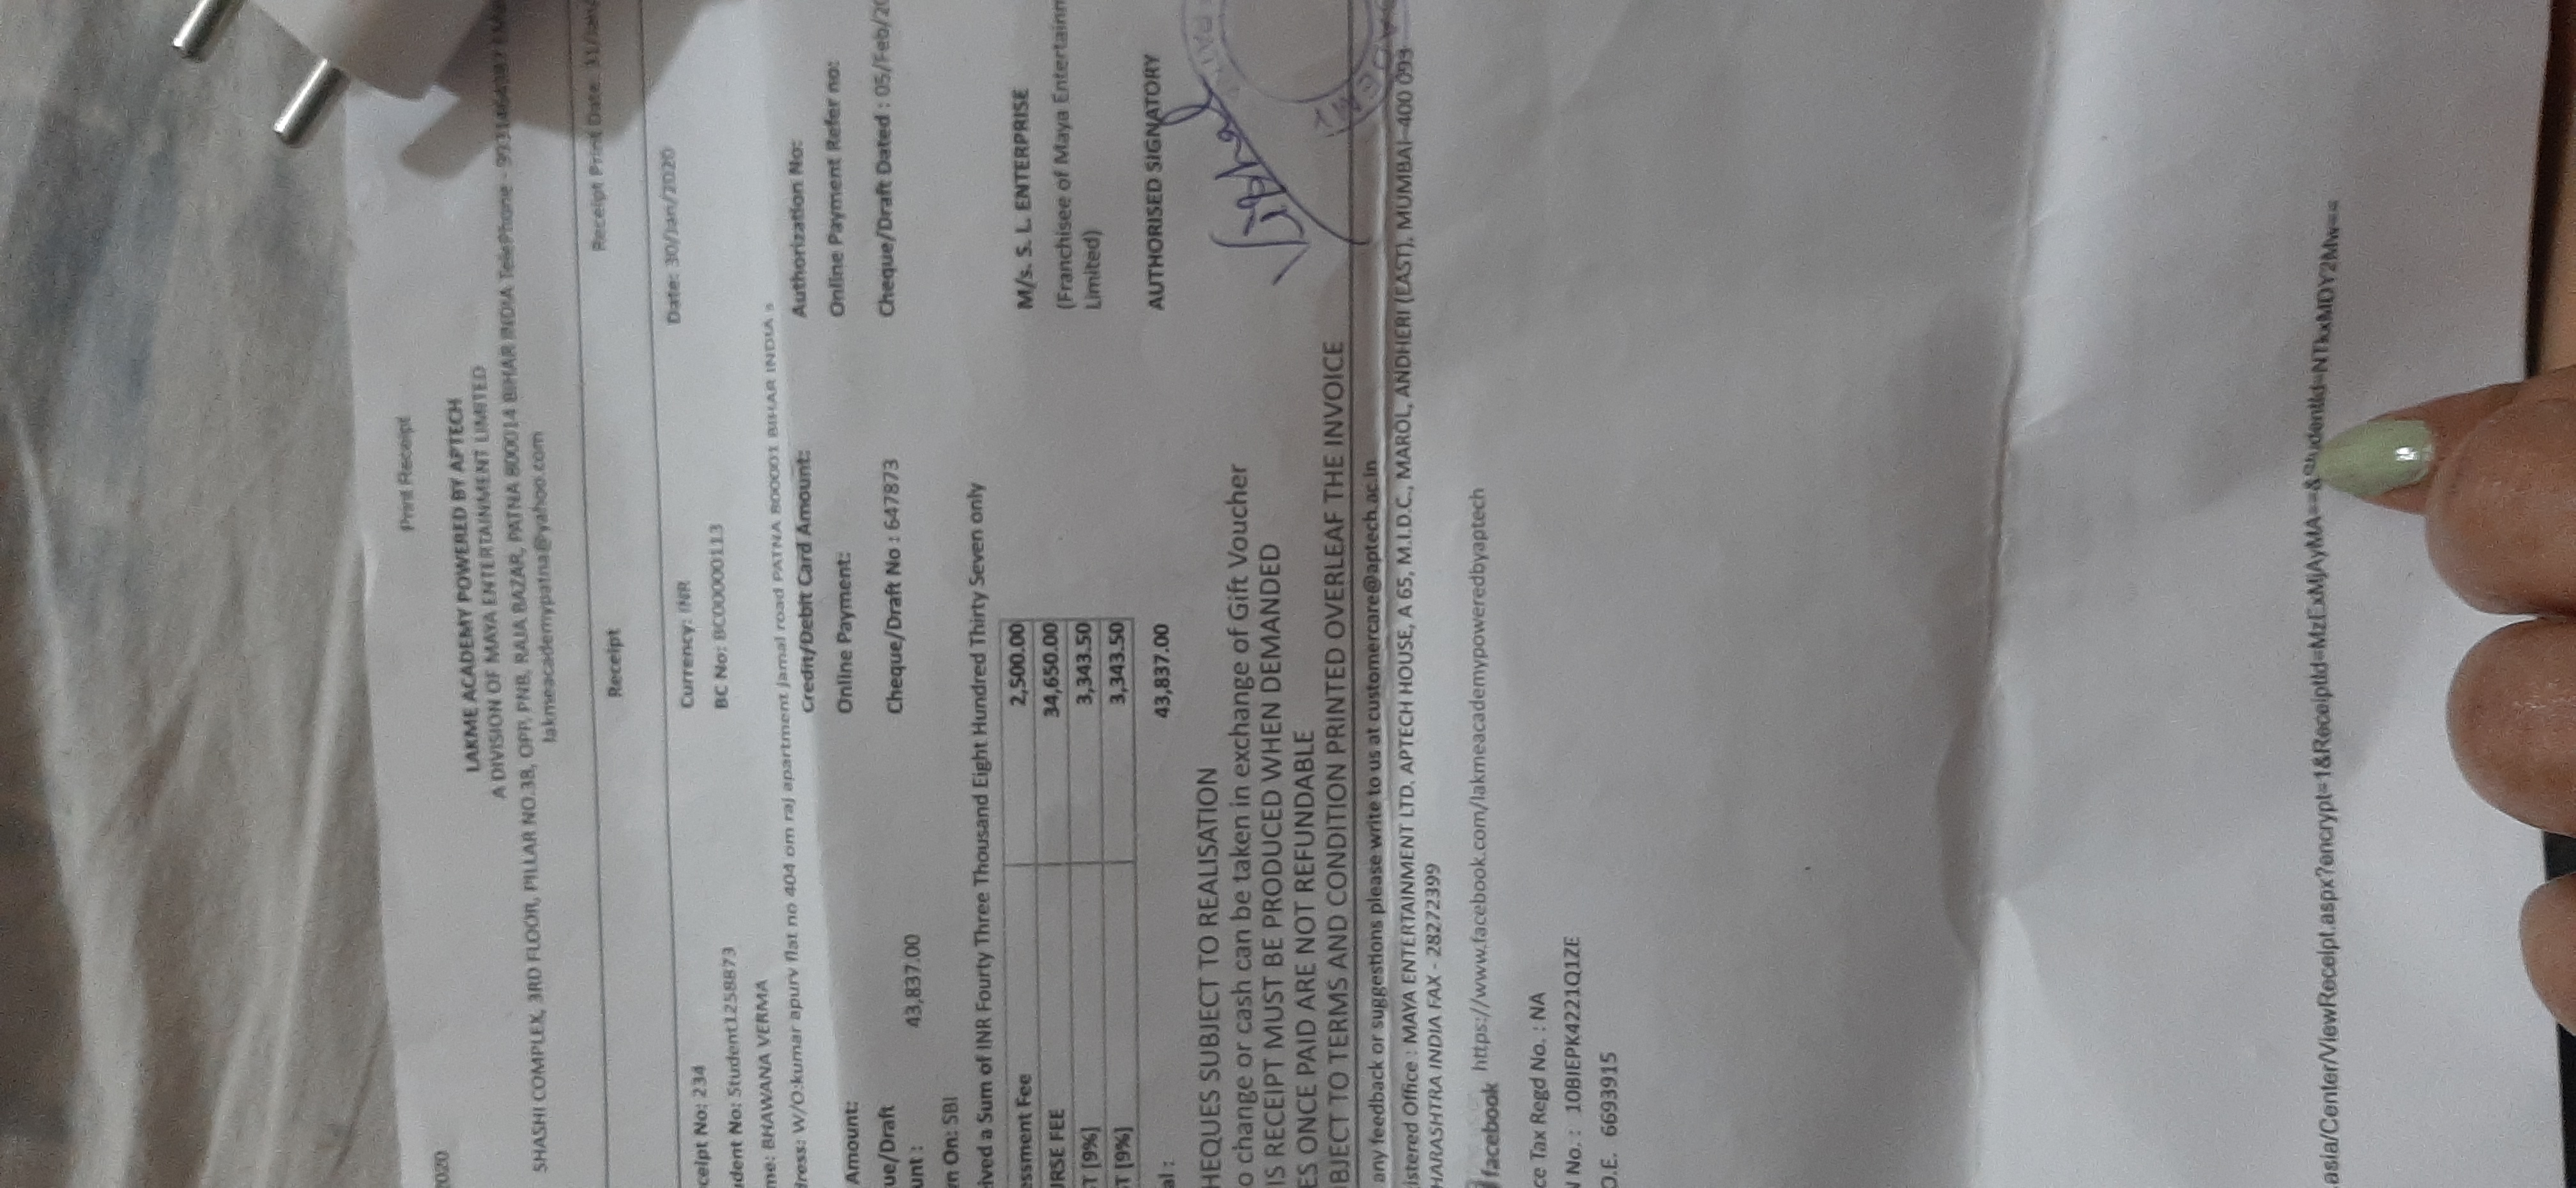 Print Receipt
2020
LAKME ACADEMY POWERED BY APTECH
A DIVISION OF MAYA ENTERTAINMENT LIMITED
SHASHI COMPLEX, 3RD FLOOR, PILLAR NO.38, OPP. PNB, RAJA BAZAR, PATNA 800014 BIHAR INDIA TelePhone -
lakmeacademypatna@yahoo.com
Receipt Receipt Print Date: 31/Jan/
ceipt No: 234 Currency: INR Date: 30/Jan/2020
udent No: Student1258873 BC No: BC00000113
me: BHAWANA VERMA
dress: W/O:kumar apurv flat no 404 om raj apartment jamal road PATNA 800001 BIHAR INDIA s
Amount: Credit/Debit Card Amount: Authorization No:
Online Payment: Online Payment Refer no:
ue/Draft
unt : 43,837.00 Cheque/Draft No : 647873 Cheque/Draft Dated : 05/Feb/20
n On: SBI
ived a Sum of INR Fourty Three Thousand Eight Hundred Thirty Seven only
essment Fee 2,500.00
URSE FEE 34,650.00
T [9%] 3,343.50
T [9%] 3,343.50
al : 43,837.00
M/s. S. L. ENTERPRISE
(Franchisee of Maya Entertainm
Limited)
AUTHORISED SIGNATORY
Vishal
HEQUES SUBJECT TO REALISATION
o change or cash can be taken in exchange of Gift Voucher
IS RECEIPT MUST BE PRODUCED WHEN DEMANDED
ES ONCE PAID ARE NOT REFUNDABLE
BJECT TO TERMS AND CONDITION PRINTED OVERLEAF THE INVOICE
any feedback or suggestions please write to us at customercare@aptech.ac.in
istered Office : MAYA ENTERTAINMENT LTD. APTECH HOUSE, A 65, M.I.D.C., MAROL, ANDHERI (EAST), MUMBAI-400 093
HARASHTRA INDIA FAX - 28272399
facebook https://www.facebook.com/lakmeacademypoweredbyaptech
ce Tax Regd No. : NA
N No. : 10BIEPK4221Q1ZE
O.E. 6693915
.asia/Center/ViewReceipt.aspx?encrypt=1&ReceiptId=MzExMjAyMA==&StudentId=NTkxMDY2Mw==